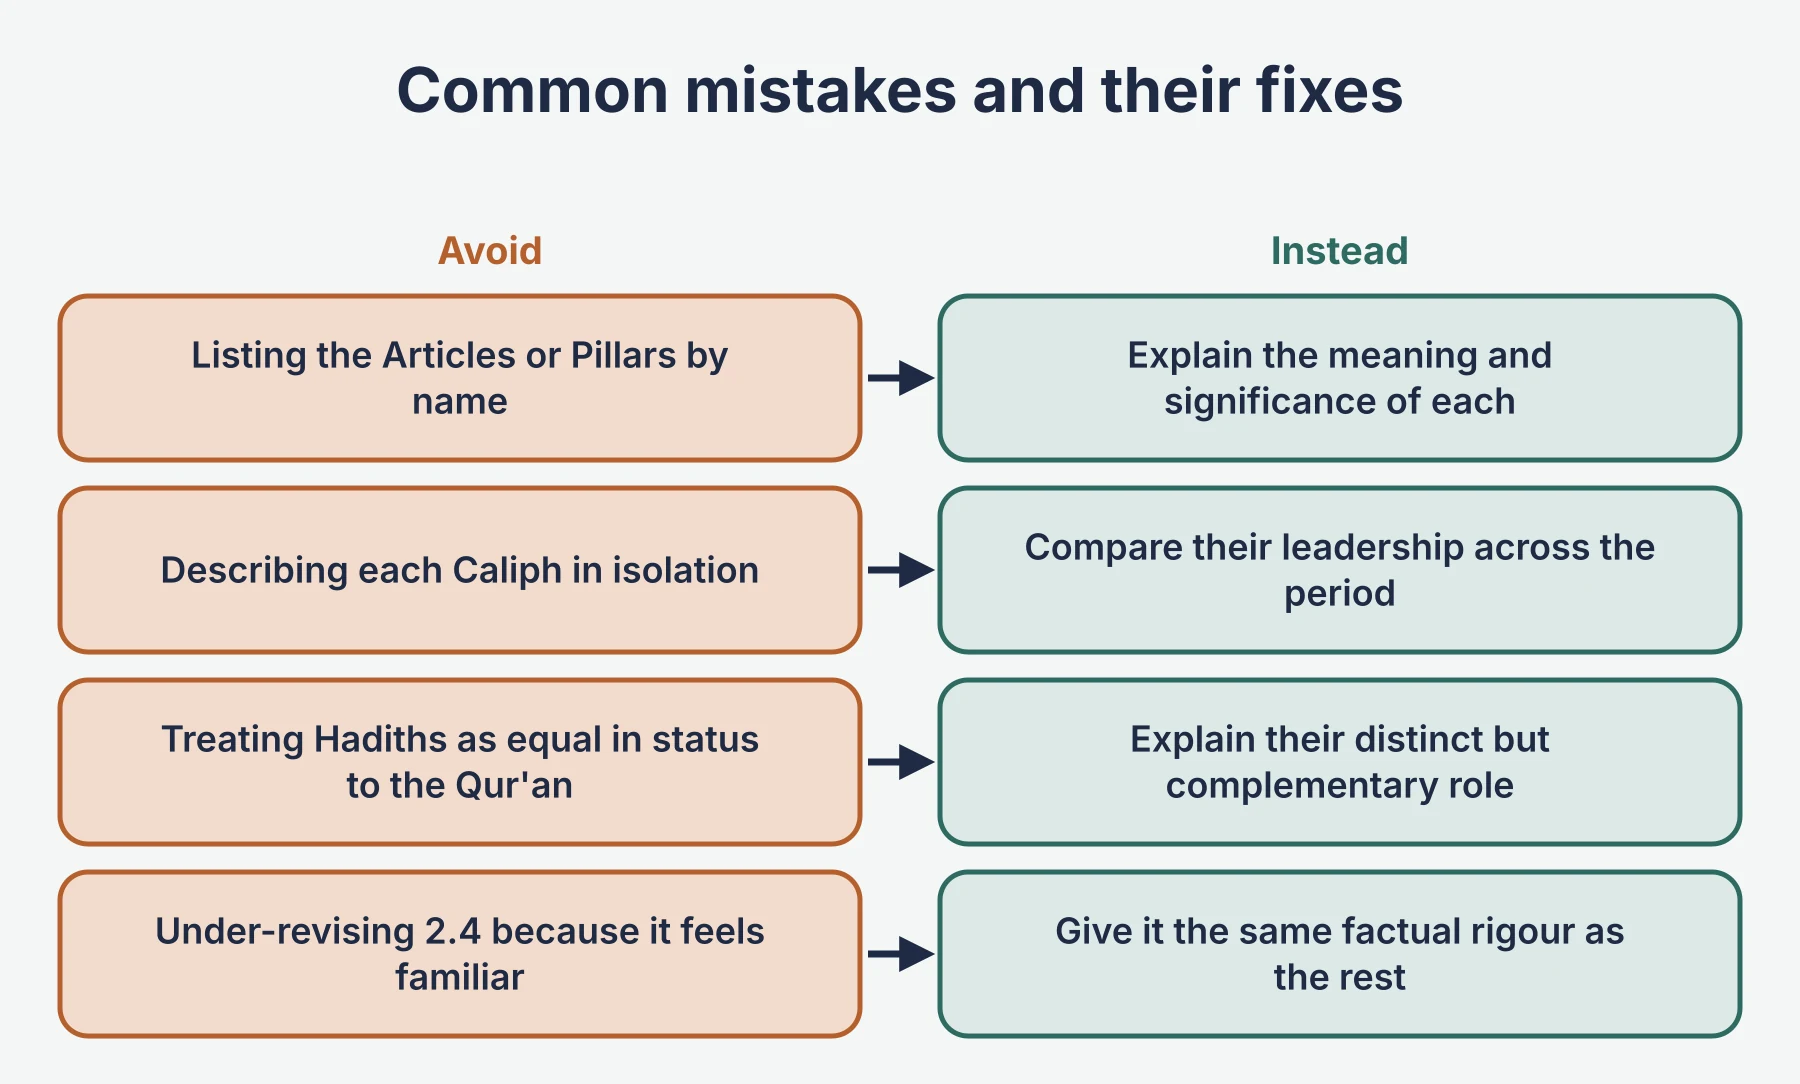 Common mistakes and their fixes
Avoid
Instead
Listing the Articles or Pillars by
name
Explain the meaning and
significance of each
Describing each Caliph in isolation
Compare their leadership across the
period
Treating Hadiths as equal in status
to the Qur'an
Explain their distinct but
complementary role
Under-revising 2.4 because it feels
familiar
Give it the same factual rigour as
the rest